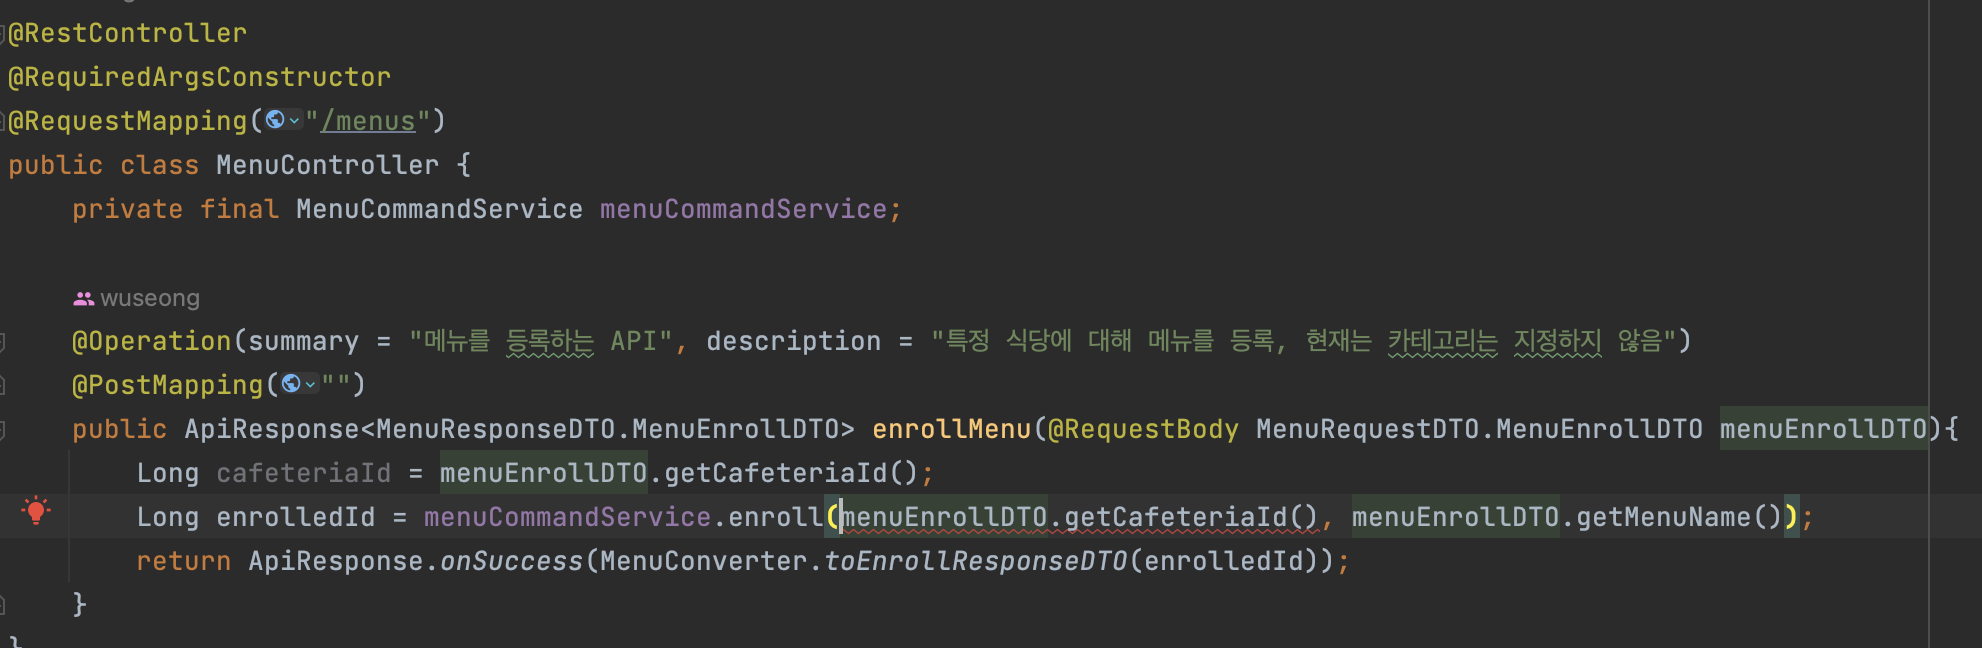 @RestController
@RequiredArgsConstructor
@RequestMapping("/menus")
public class MenuController {
    private final MenuCommandService menuCommandService;
    wuseong
    @Operation(summary = "메뉴를 등록하는 API", description = "특정 식당에 대해 메뉴를 등록, 현재는 카테고리는 지정하지 않음")
    @PostMapping("")
    public ApiResponse<MenuResponseDTO.MenuEnrollDTO> enrollMenu(@RequestBody MenuRequestDTO.MenuEnrollDTO menuEnrollDTO){
        Long cafeteriaId = menuEnrollDTO.getCafeteriaId();
        Long enrolledId = menuCommandService.enroll(menuEnrollDTO.getCafeteriaId(), menuEnrollDTO.getMenuName());
        return ApiResponse.onSuccess(MenuConverter.toEnrollResponseDTO(enrolledId));
    }
}